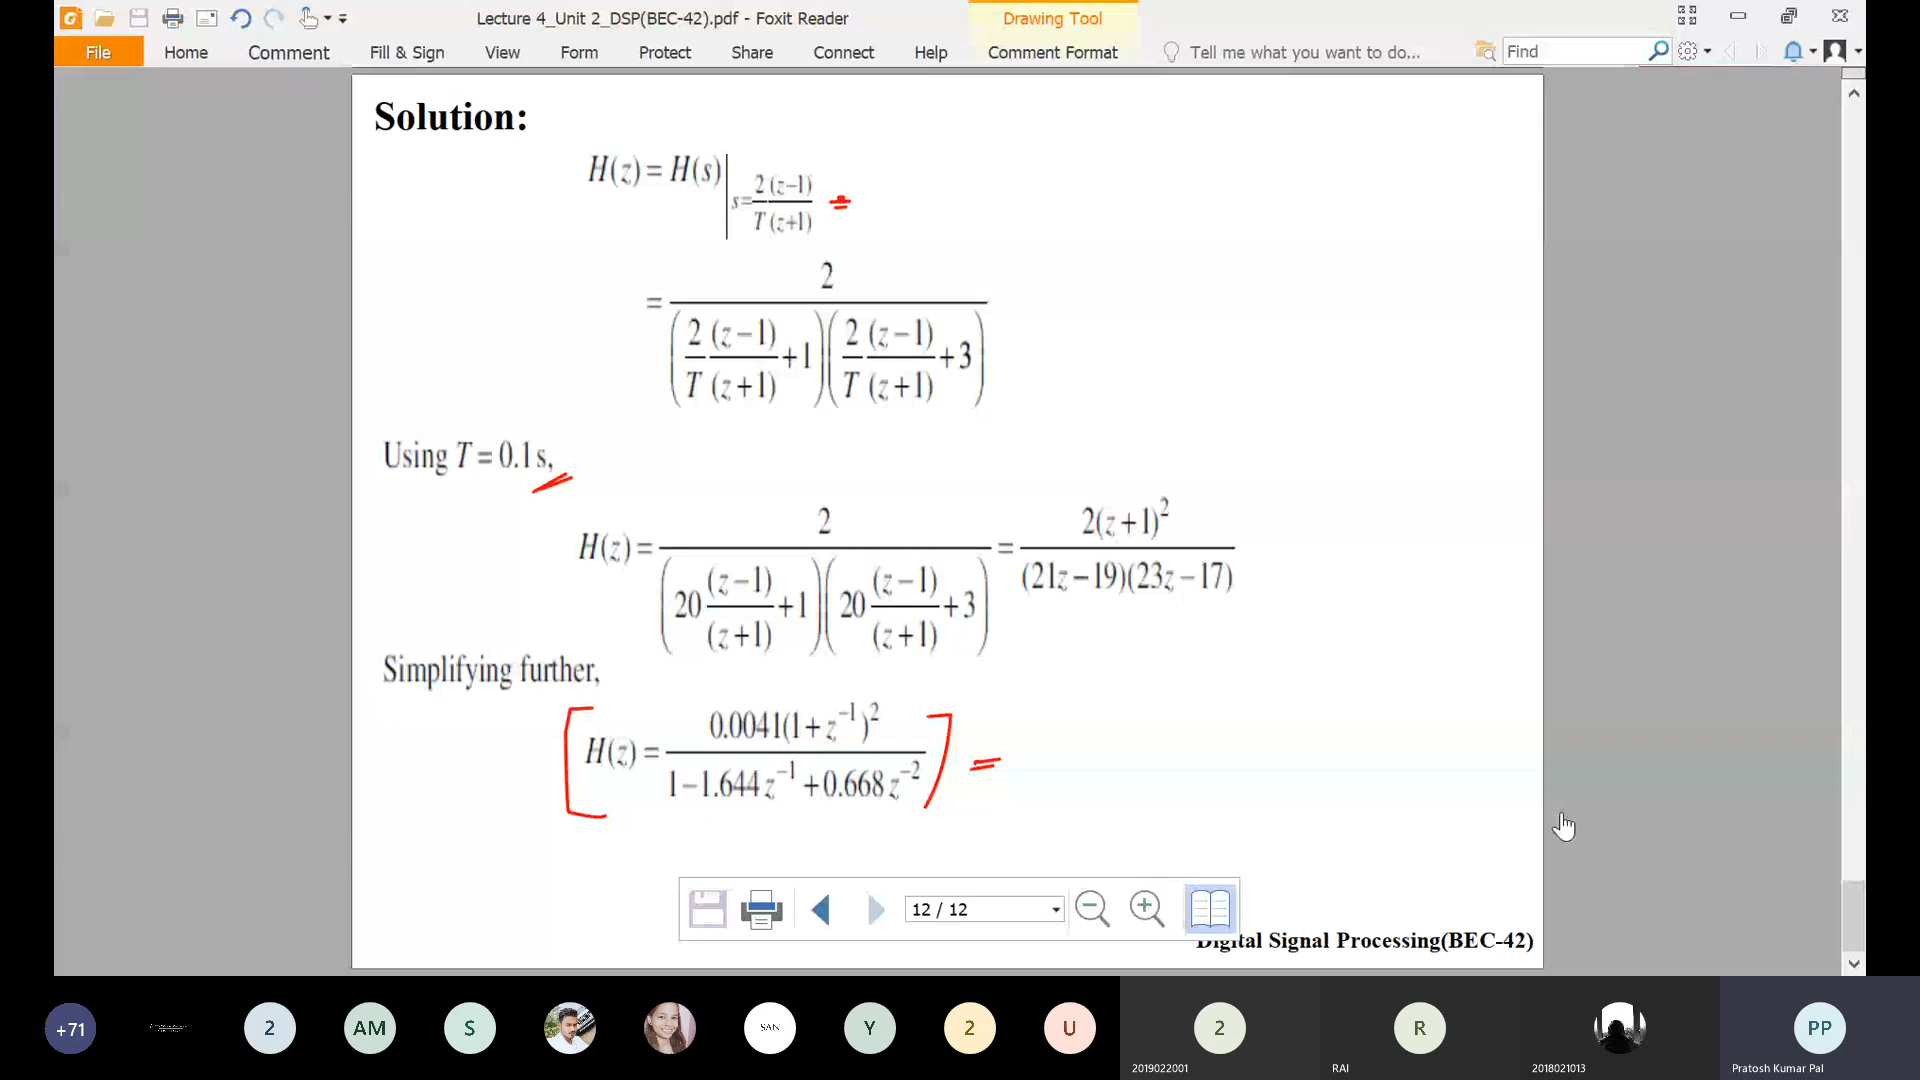 Lecture 4_Unit 2_DSP(BEC-42).pdf - Foxit Reader
Drawing Tool
File Home Comment Fill & Sign View Form Protect Share Connect Help Comment Format Tell me what you want to do... Find
Solution:
H(z) = H(s)|s=2/T (z−1)/(z+1)
= 2 / ((2/T (z−1)/(z+1) +1)(2/T (z−1)/(z+1) +3))
Using T = 0.1 s,
H(z) = 2 / ((20 (z−1)/(z+1) +1)(20 (z−1)/(z+1) +3)) = 2(z+1)² / (21z−19)(23z−17)
Simplifying further,
H(z) = 0.0041(1+z⁻¹)² / 1−1.644z⁻¹+0.668z⁻² =
12 / 12
Digital Signal Processing(BEC-42)
+71 2 AM S SAN Y 2 U 2 R PP
2019022001 RAI 2018021013 Pratosh Kumar Pal